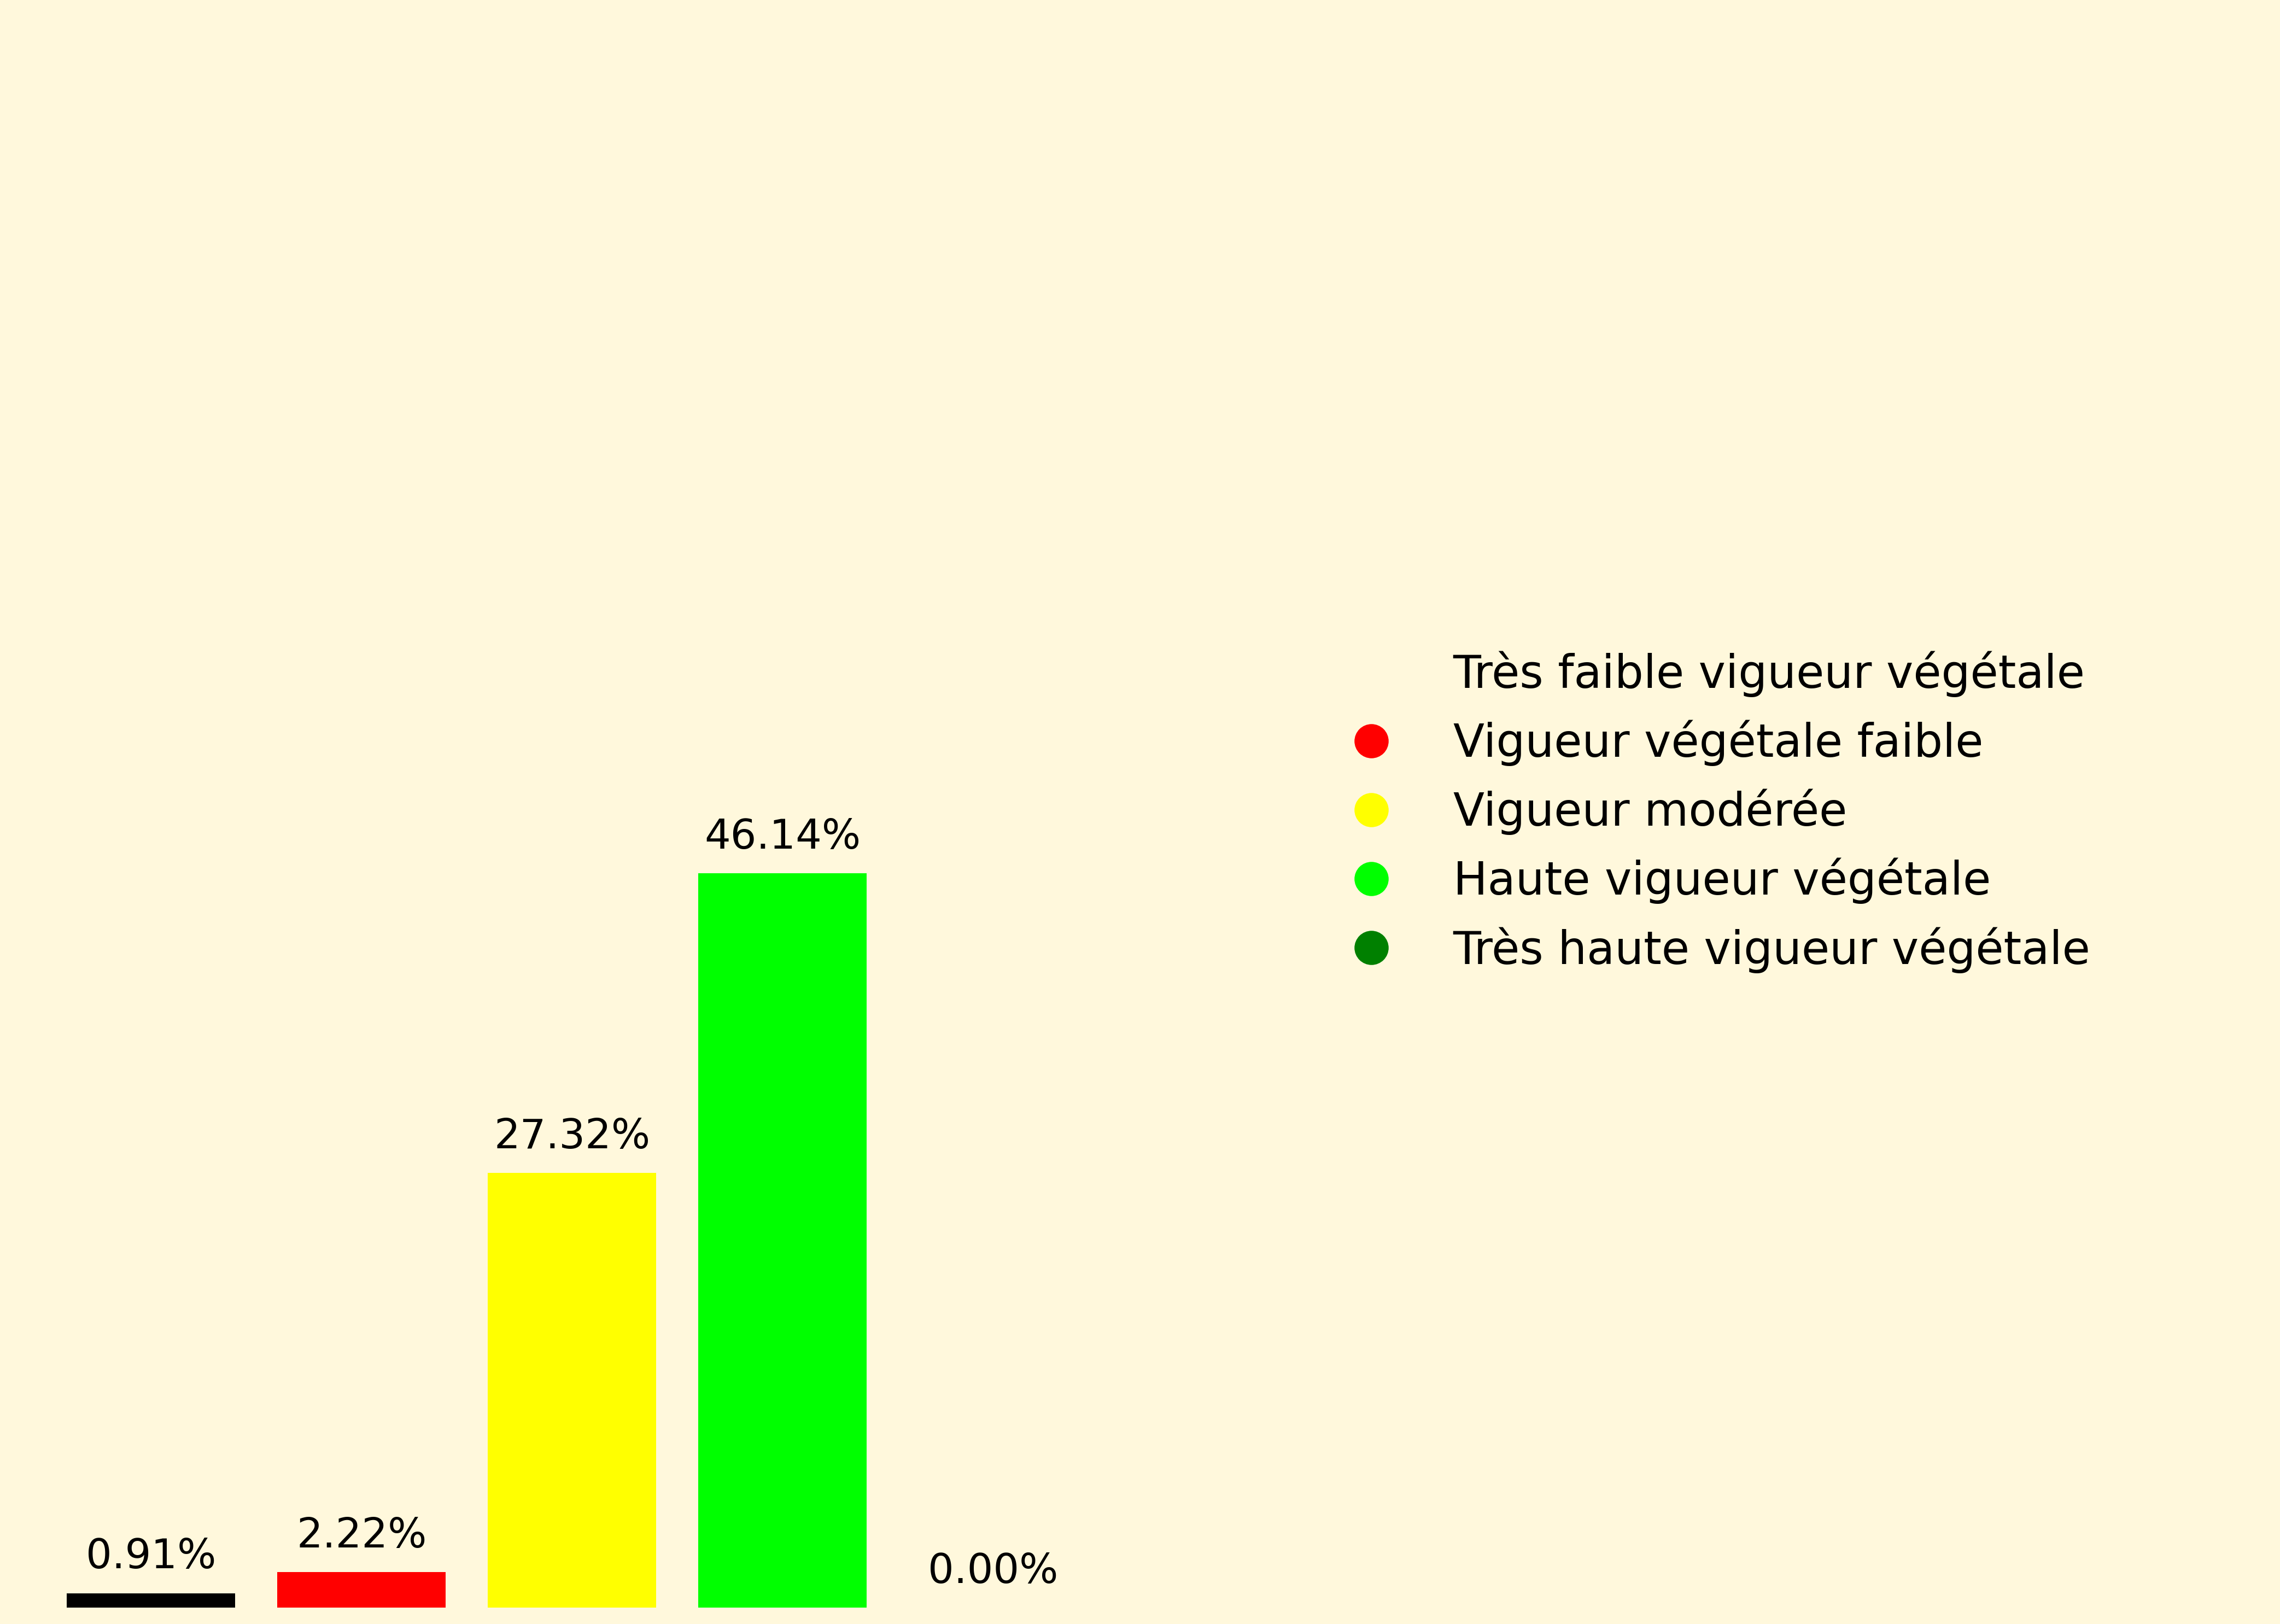 Très faible vigueur végétale
Vigueur végétale faible
Vigueur modérée
Haute vigueur végétale
Très haute vigueur végétale
46.14%
27.32%
2.22%
0.91%
0.00%